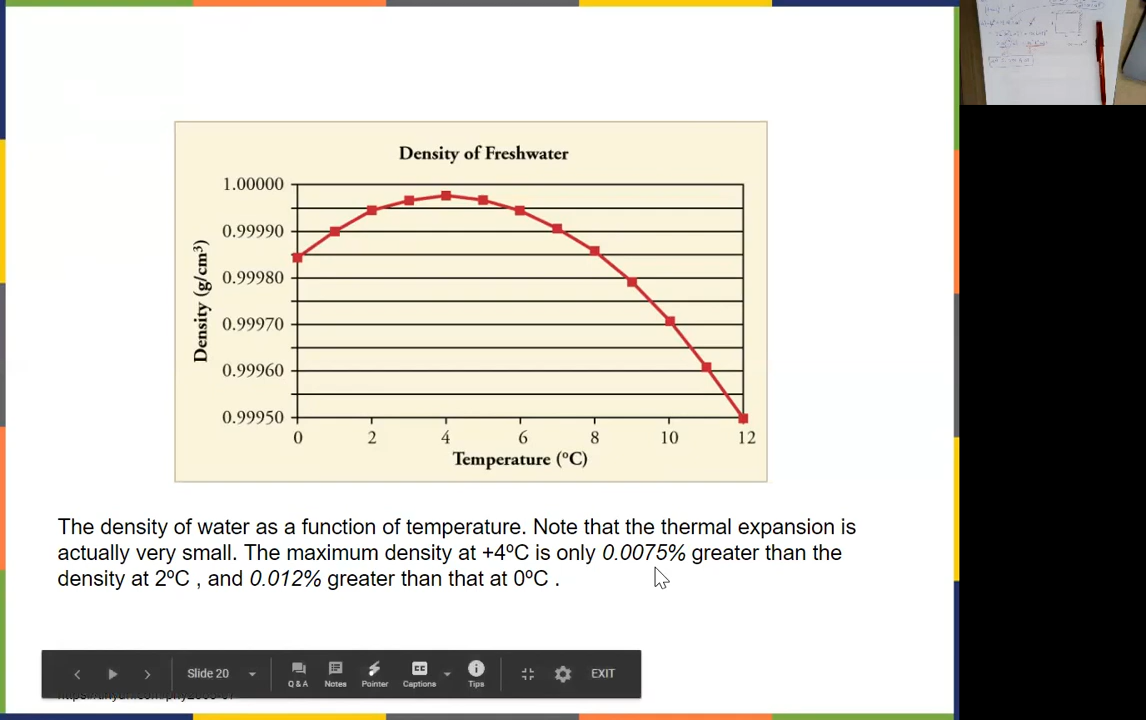 Density of Freshwater
1.00000
0.99990
0.99980
0.99970
0.99960
0.99950
Density (g/cm³)
0 2 4 6 8 10 12
Temperature (°C)
The density of water as a function of temperature. Note that the thermal expansion is
actually very small. The maximum density at +4ºC is only 0.0075% greater than the
density at 2ºC , and 0.012% greater than that at 0ºC .
Slide 20
Q & A
Notes
Pointer
CC
Captions
Tips
EXIT